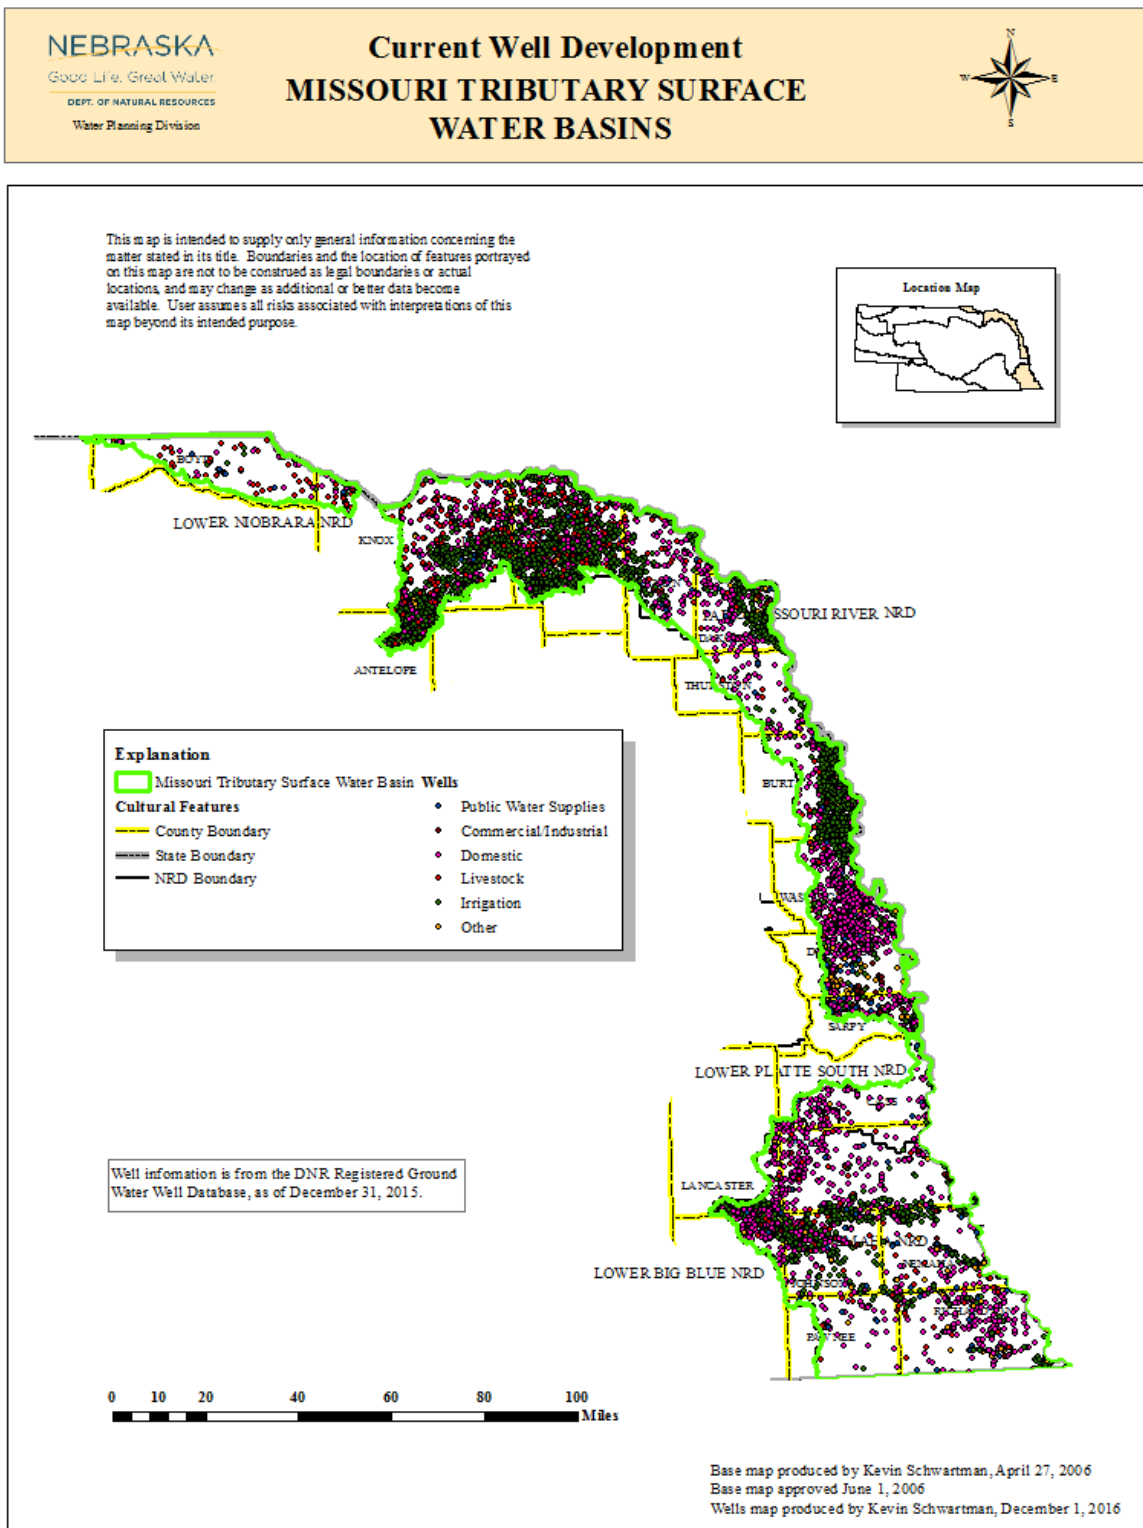 NEBRASKA
Good Life. Great Water.
DEPT. OF NATURAL RESOURCES
Water Planning Division
Current Well Development
MISSOURI TRIBUTARY SURFACE
WATER BASINS
N
W
E
S
This map is intended to supply only general information concerning the
matter stated in its title. Boundaries and the location of features portrayed
on this map are not to be construed as legal boundaries or actual
locations, and may change as additional or better data become
available. User assumes all risks associated with interpretations of this
map beyond its intended purpose.
Location Map
LOWER NIOBRARA NRD
KNOX
SSOURI RIVER NRD
ANTELOPE
BURT
SARPY
LOWER PLATTE SOUTH NRD
LANCASTER
LOWER BIG BLUE NRD
JOHNSON
PAWNEE
Explanation
Missouri Tributary Surface Water Basin
Cultural Features
County Boundary
State Boundary
NRD Boundary
Wells
Public Water Supplies
Commercial/Industrial
Domestic
Livestock
Irrigation
Other
Well infomation is from the DNR Registered Ground
Water Well Database, as of December 31, 2015.
0 10 20 40 60 80 100
Miles
Base map produced by Kevin Schwartman, April 27, 2006
Base map approved June 1, 2006
Wells map produced by Kevin Schwartman, December 1, 2016